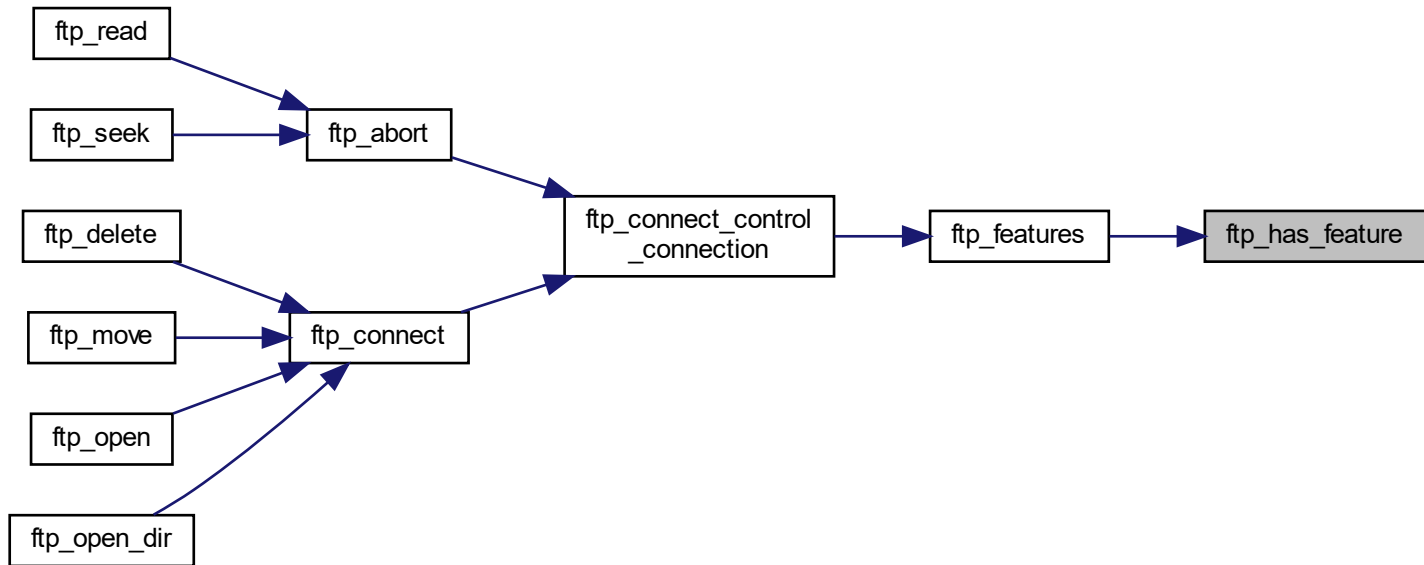 ftp_read
ftp_seek
ftp_abort
ftp_delete
ftp_connect_control
_connection
ftp_features
ftp_has_feature
ftp_move
ftp_connect
ftp_open
ftp_open_dir